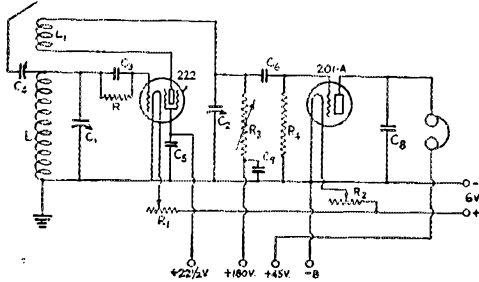 L1
C3
222
C6
201-A
C4
R
L
C1
C2
R3
R4
C5
C9
C8
R1
R2
-
6V
+
+22½V
+180V
+45V
-B